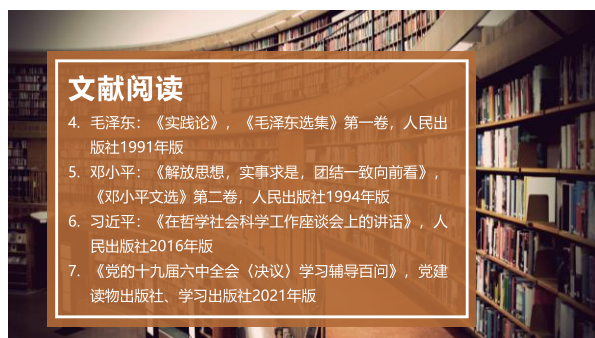 文献阅读
4. 毛泽东：《实践论》，《毛泽东选集》第一卷，人民出
版社1991年版
5. 邓小平：《解放思想，实事求是，团结一致向前看》，
《邓小平文选》第二卷，人民出版社1994年版
6. 习近平：《在哲学社会科学工作座谈会上的讲话》，人
民出版社2016年版
7. 《党的十九届六中全会〈决议〉学习辅导百问》，党建
读物出版社、学习出版社2021年版